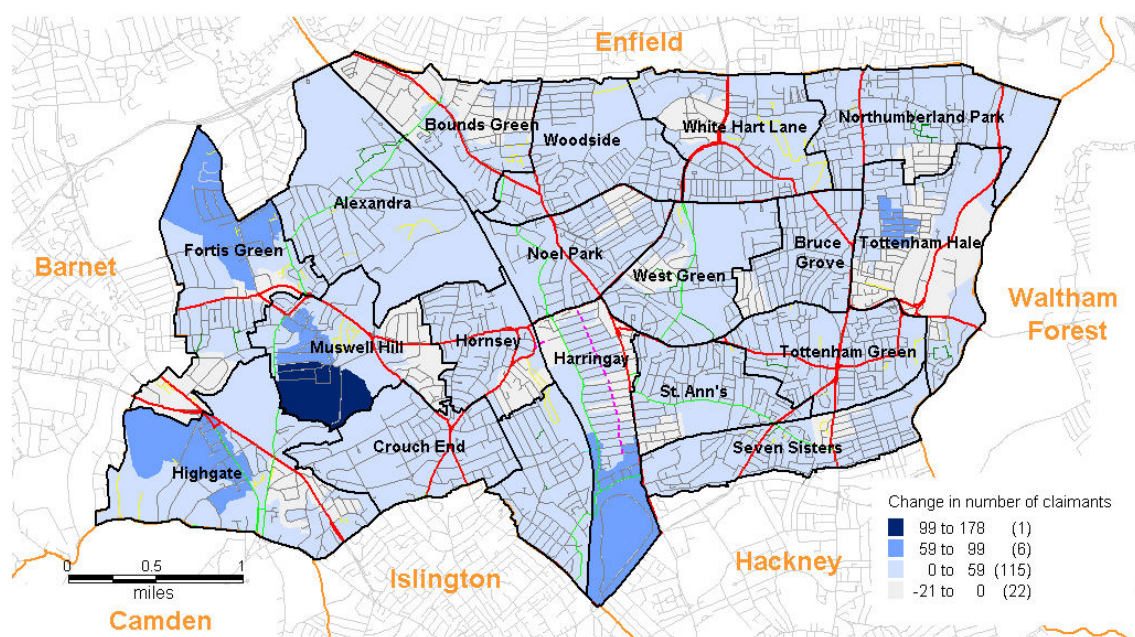 Enfield
Bounds Green
Woodside
White Hart Lane
Northumberland Park
Alexandra
Fortis Green
Noel Park
West Green
Bruce
Grove
Tottenham Hale
Barnet
Waltham
Forest
Muswell Hill
Hornsey
Harringay
Tottenham Green
St. Ann's
Crouch End
Seven Sisters
Highgate
Change in number of claimants
99 to 178 (1)
59 to 99 (6)
0 to 59 (115)
-21 to 0 (22)
0 0.5 1
miles
Islington
Hackney
Camden